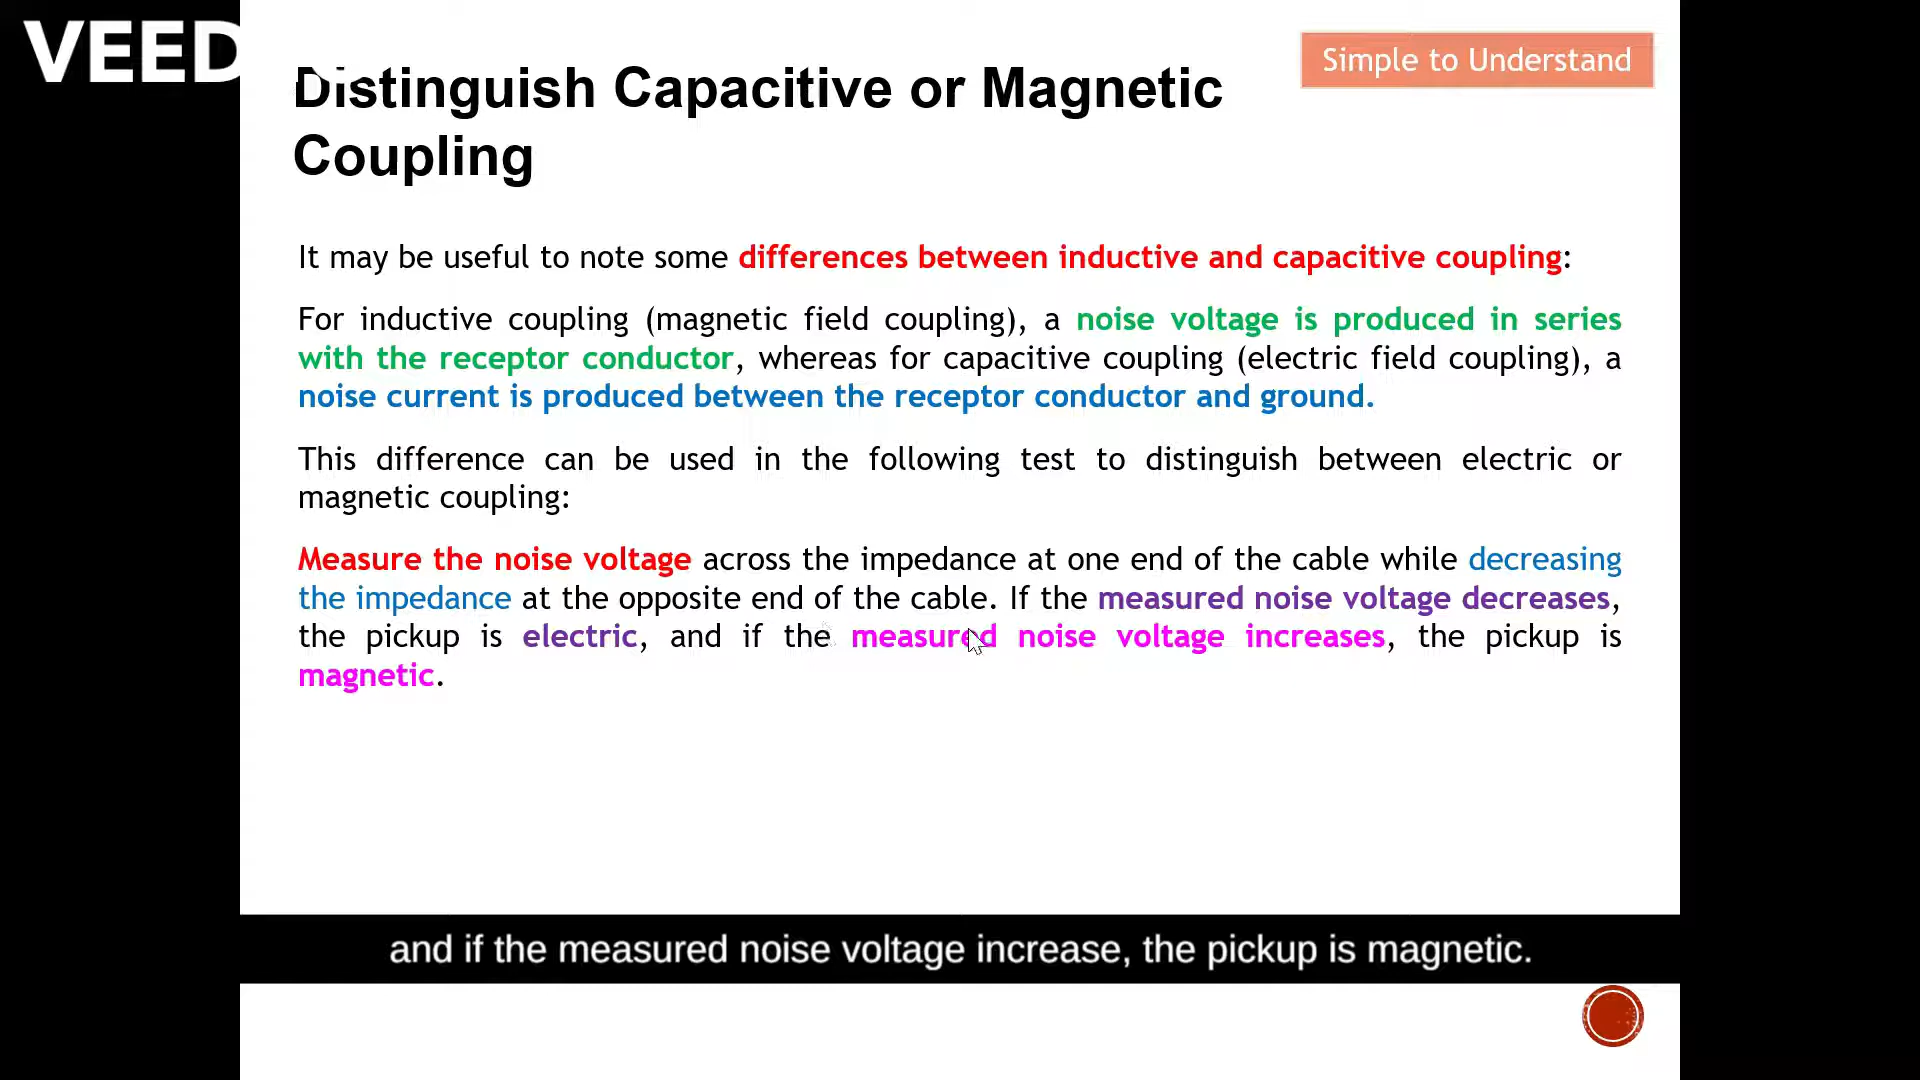 VEED
Distinguish Capacitive or Magnetic
Coupling
Simple to Understand
It may be useful to note some differences between inductive and capacitive coupling:
For inductive coupling (magnetic field coupling), a noise voltage is produced in series
with the receptor conductor, whereas for capacitive coupling (electric field coupling), a
noise current is produced between the receptor conductor and ground.
This difference can be used in the following test to distinguish between electric or
magnetic coupling:
Measure the noise voltage across the impedance at one end of the cable while decreasing
the impedance at the opposite end of the cable. If the measured noise voltage decreases,
the pickup is electric, and if the measured noise voltage increases, the pickup is
magnetic.
and if the measured noise voltage increase, the pickup is magnetic.